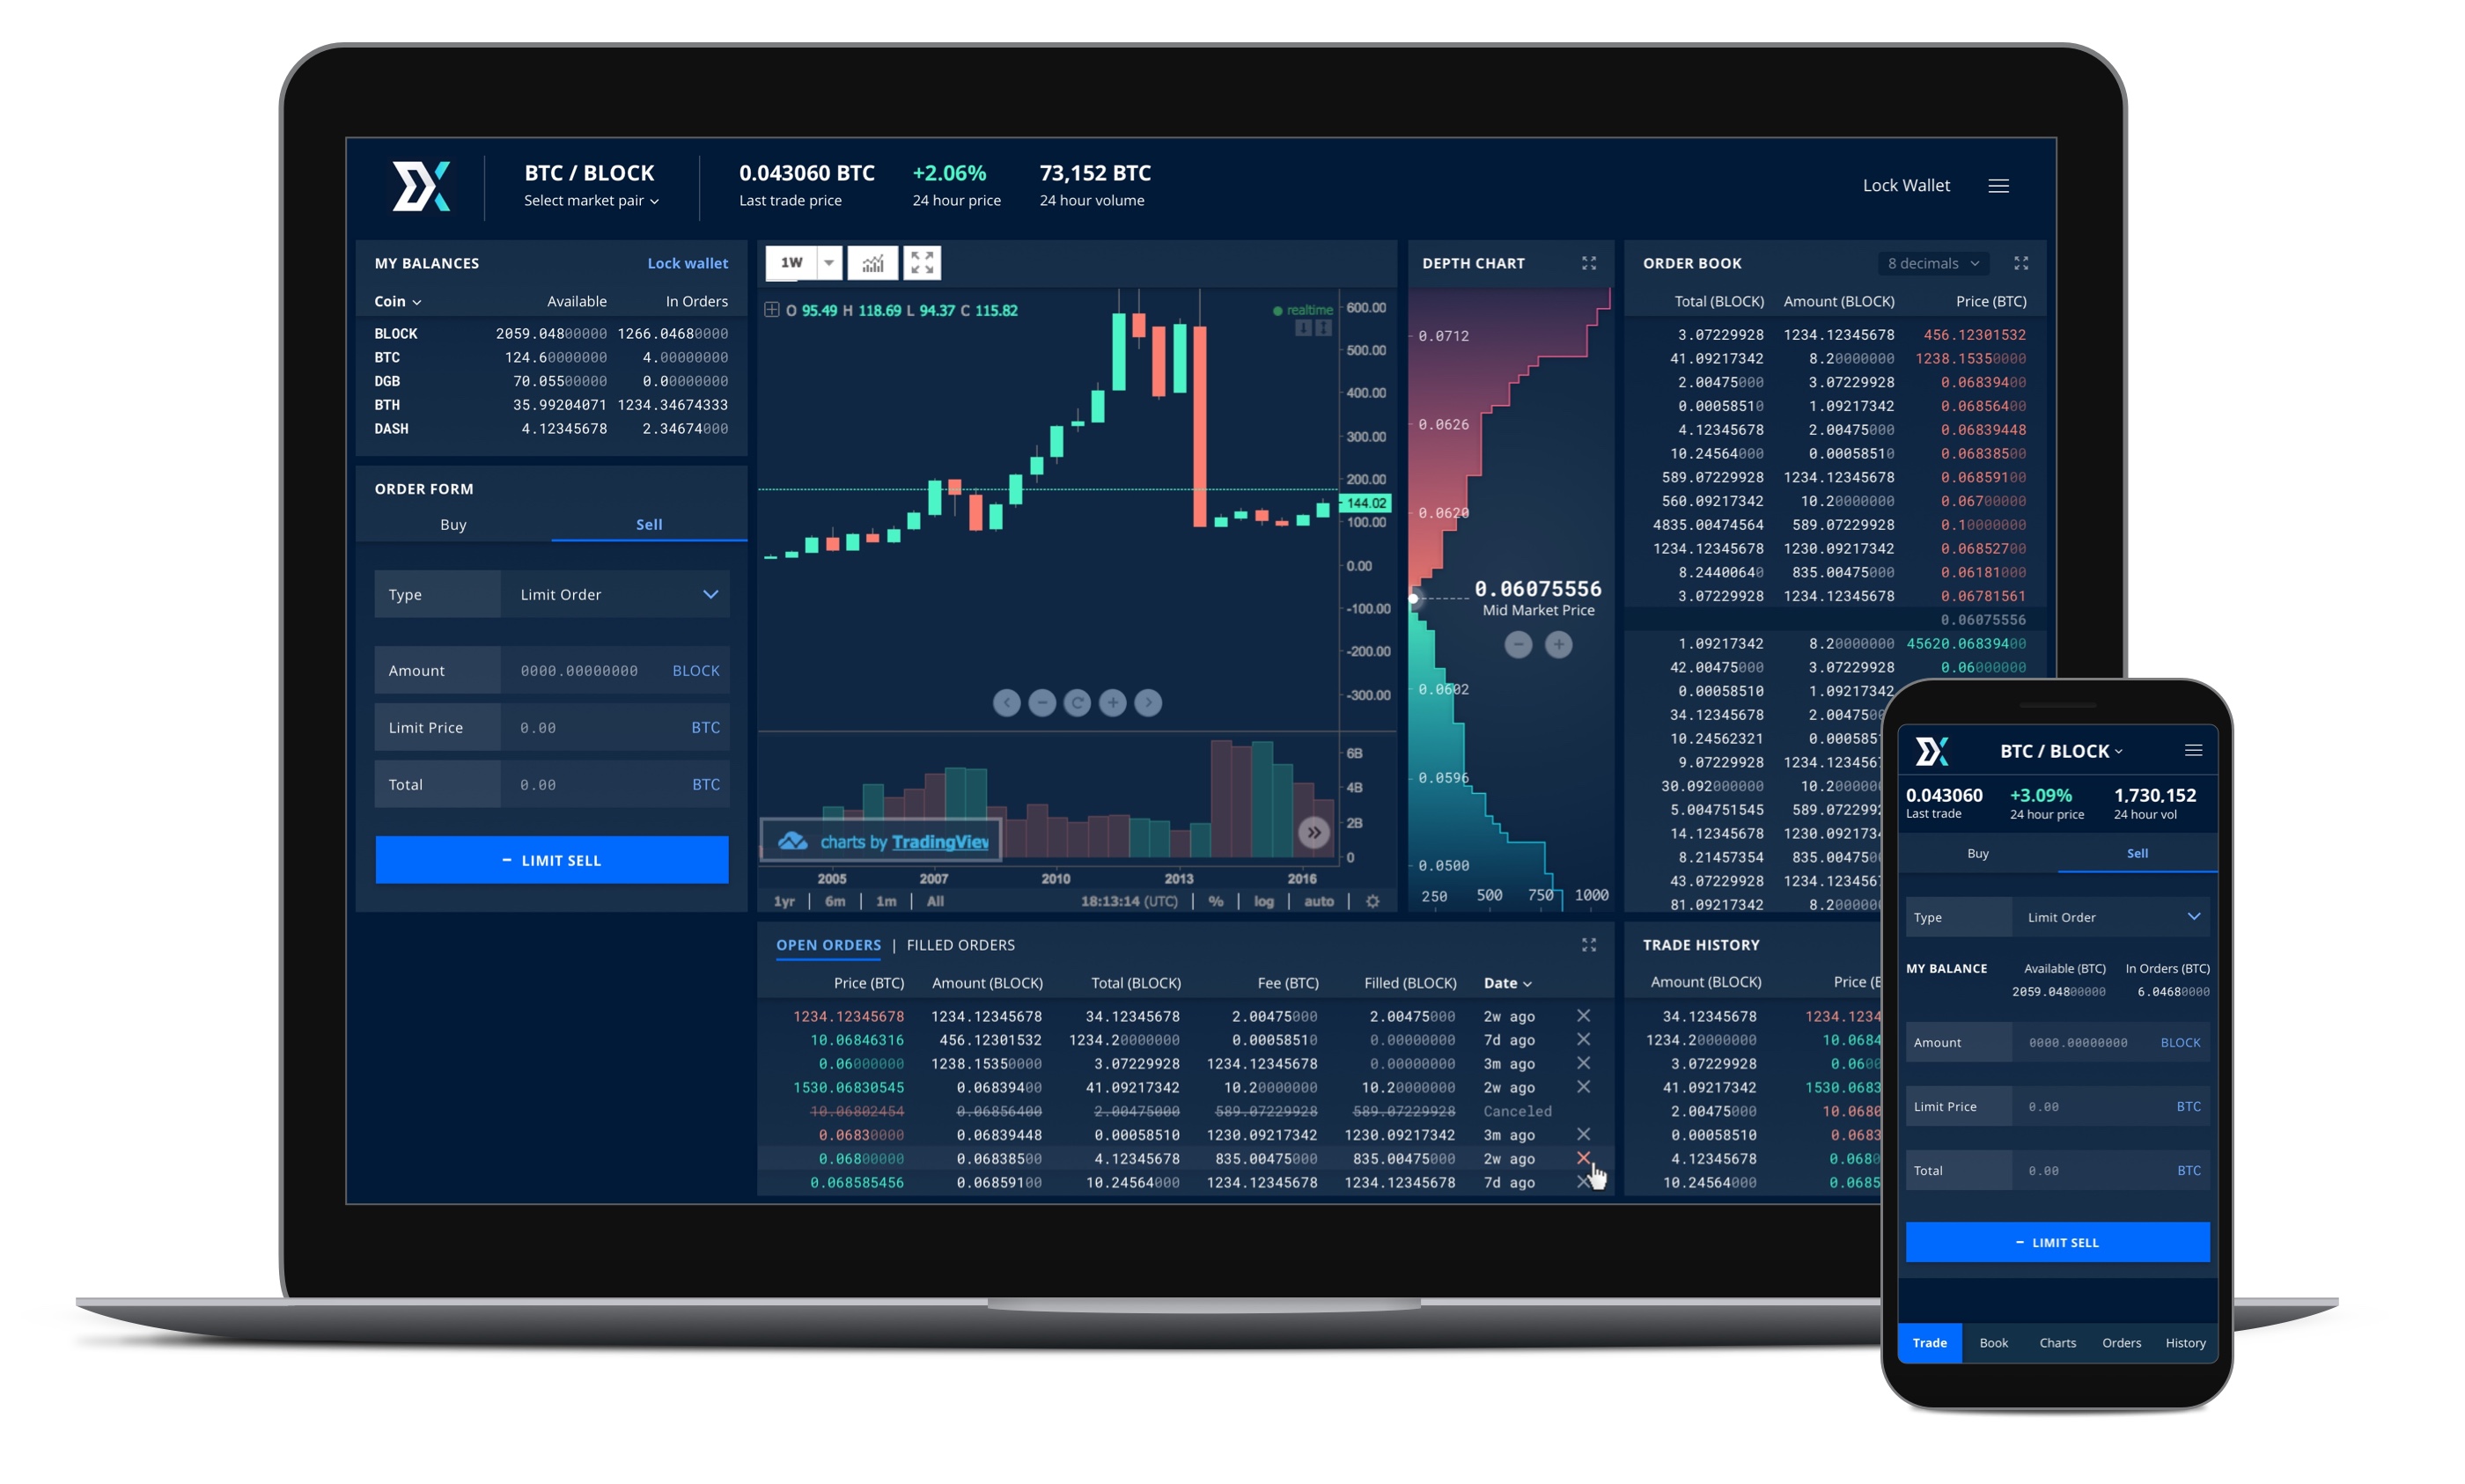 BTC / BLOCK
Select market pair
0.043060 BTC
Last trade price
+2.06%
24 hour price
73,152 BTC
24 hour volume
Lock Wallet
MY BALANCES Lock wallet
Coin Available In Orders
BLOCK 2059.04800000 1266.04680000
BTC 124.60000000 4.00000000
DGB 70.05500000 0.00000000
BTH 35.99204071 1234.34674333
DASH 4.12345678 2.34674000
ORDER FORM
Buy Sell
Type Limit Order
Amount 0000.00000000 BLOCK
Limit Price 0.00 BTC
Total 0.00 BTC
− LIMIT SELL
1W
O 95.49 H 118.69 L 94.37 C 115.82
realtime
600.00
500.00
400.00
300.00
200.00
144.02
100.00
0.00
-100.00
-200.00
-300.00
6B
4B
2B
0
charts by TradingView
2005 2007 2010 2013 2016
1yr | 6m | 1m | All 18:13:14 (UTC) | % | log | auto |
DEPTH CHART
0.0712
0.0626
0.0620
0.06075556
Mid Market Price
0.0602
0.0596
0.0500
250 500 750 1000
ORDER BOOK 8 decimals
Total (BLOCK) Amount (BLOCK) Price (BTC)
3.07229928 1234.12345678 456.12301532
41.09217342 8.20000000 1238.15350000
2.00475000 3.07229928 0.06839400
0.00058510 1.09217342 0.06856400
4.12345678 2.00475000 0.06839448
10.24564000 0.00058510 0.06838500
589.07229928 1234.12345678 0.06859100
560.09217342 10.20000000 0.06700000
4835.00474564 589.07229928 0.10000000
1234.12345678 1230.09217342 0.06852700
8.24400640 835.00475000 0.06181000
3.07229928 1234.12345678 0.06781561
0.06075556
1.09217342 8.20000000 45620.06839400
42.00475000 3.07229928 0.06000000
0.00058510 1.09217342
34.12345678 2.004750
10.24562321 0.000585
9.07229928 1234.123456
30.092000000 10.200000
5.004751545 589.072299
14.12345678 1230.092173
8.21457354 835.004750
43.07229928 1234.123456
81.09217342 8.200000
OPEN ORDERS | FILLED ORDERS
Price (BTC) Amount (BLOCK) Total (BLOCK) Fee (BTC) Filled (BLOCK) Date
1234.12345678 1234.12345678 34.12345678 2.00475000 2.00475000 2w ago
10.06846316 456.12301532 1234.20000000 0.00058510 0.00000000 7d ago
0.06000000 1238.15350000 3.07229928 1234.12345678 0.00000000 3m ago
1530.06830545 0.06839400 41.09217342 10.20000000 10.20000000 2w ago
10.06802454 0.06856400 2.00475000 589.07229928 589.07229928 Canceled
0.06830000 0.06839448 0.00058510 1230.09217342 1230.09217342 3m ago
0.06800000 0.06838500 4.12345678 835.00475000 835.00475000 2w ago
0.068585456 0.06859100 10.24564000 1234.12345678 1234.12345678 7d ago
TRADE HISTORY
Amount (BLOCK) Price (B
34.12345678 1234.1234
1234.20000000 10.0684
3.07229928 0.0600
41.09217342 1530.0683
2.00475000 10.0680
0.00058510 0.0683
4.12345678 0.0680
10.24564000 0.0685
BTC / BLOCK
0.043060 +3.09% 1,730,152
Last trade 24 hour price 24 hour vol
Buy Sell
Type Limit Order
MY BALANCE Available (BTC) In Orders (BTC)
2059.04800000 6.04680000
Amount 0000.00000000 BLOCK
Limit Price 0.00 BTC
Total 0.00 BTC
− LIMIT SELL
Trade Book Charts Orders History